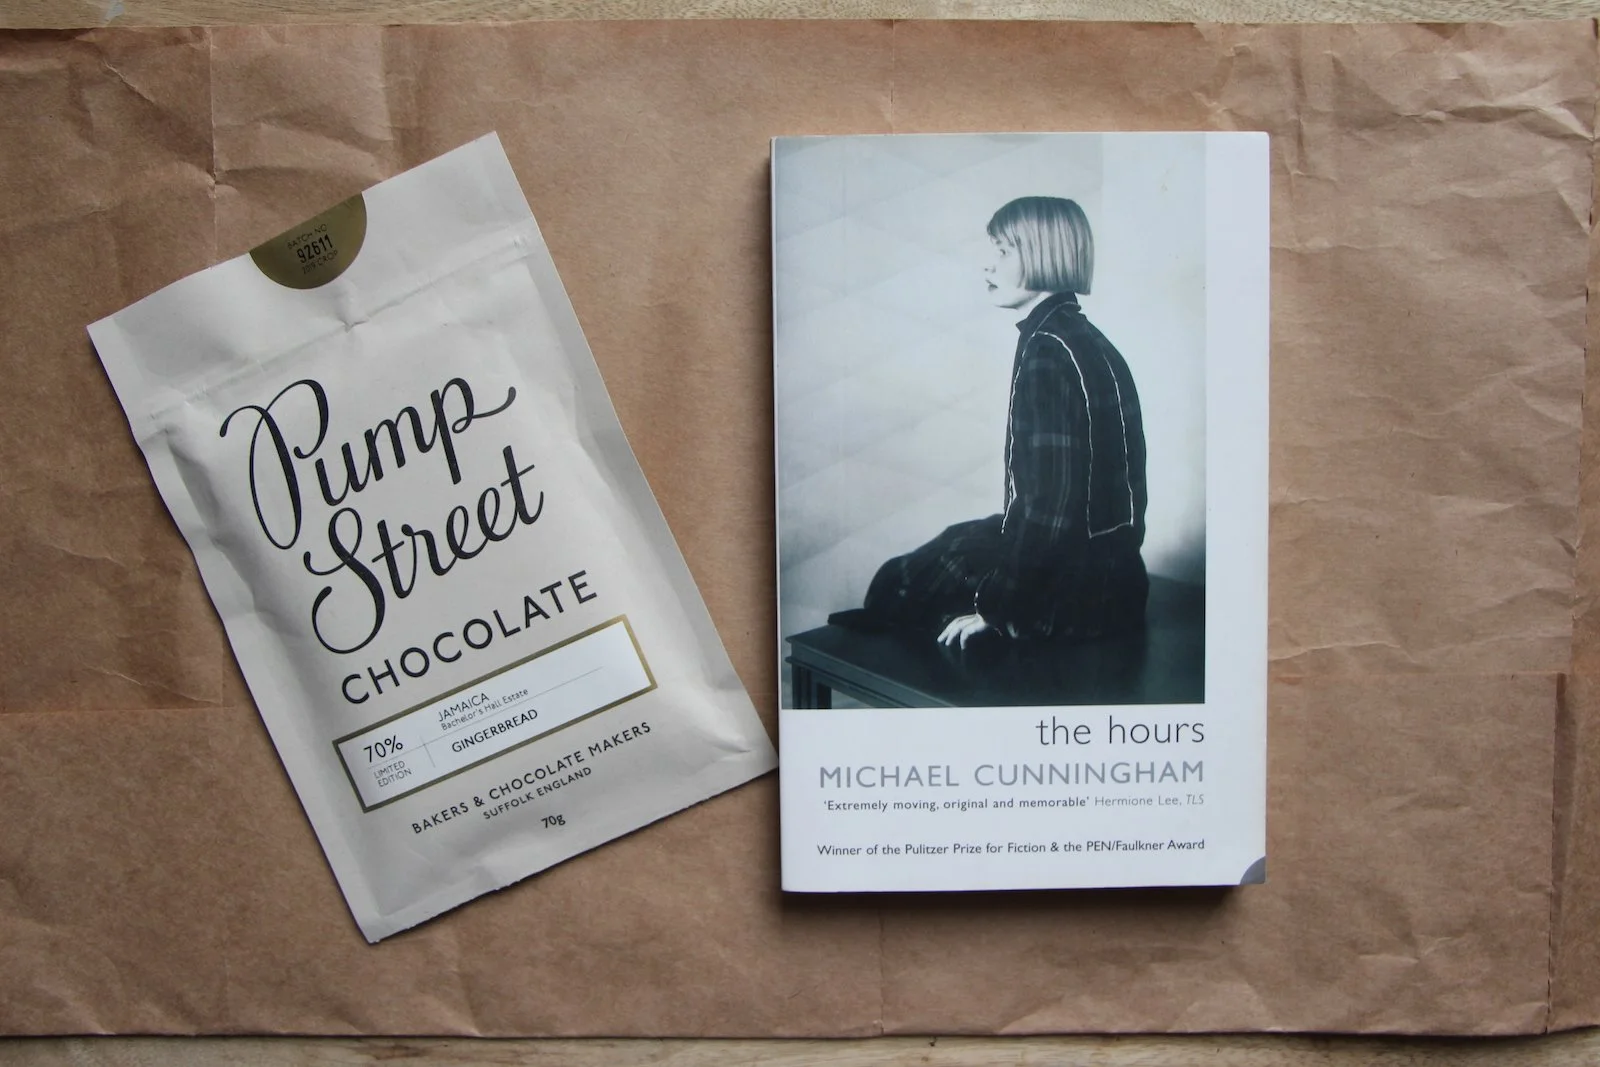 BATCH NO
92611
2019 CROP
Pump
Street
CHOCOLATE
70%
LIMITED
EDITION
JAMAICA
Bachelor's Hall Estate
GINGERBREAD
BAKERS & CHOCOLATE MAKERS
SUFFOLK ENGLAND
70g
the hours
MICHAEL CUNNINGHAM
'Extremely moving, original and memorable' Hermione Lee, TLS
Winner of the Pulitzer Prize for Fiction & the PEN/Faulkner Award